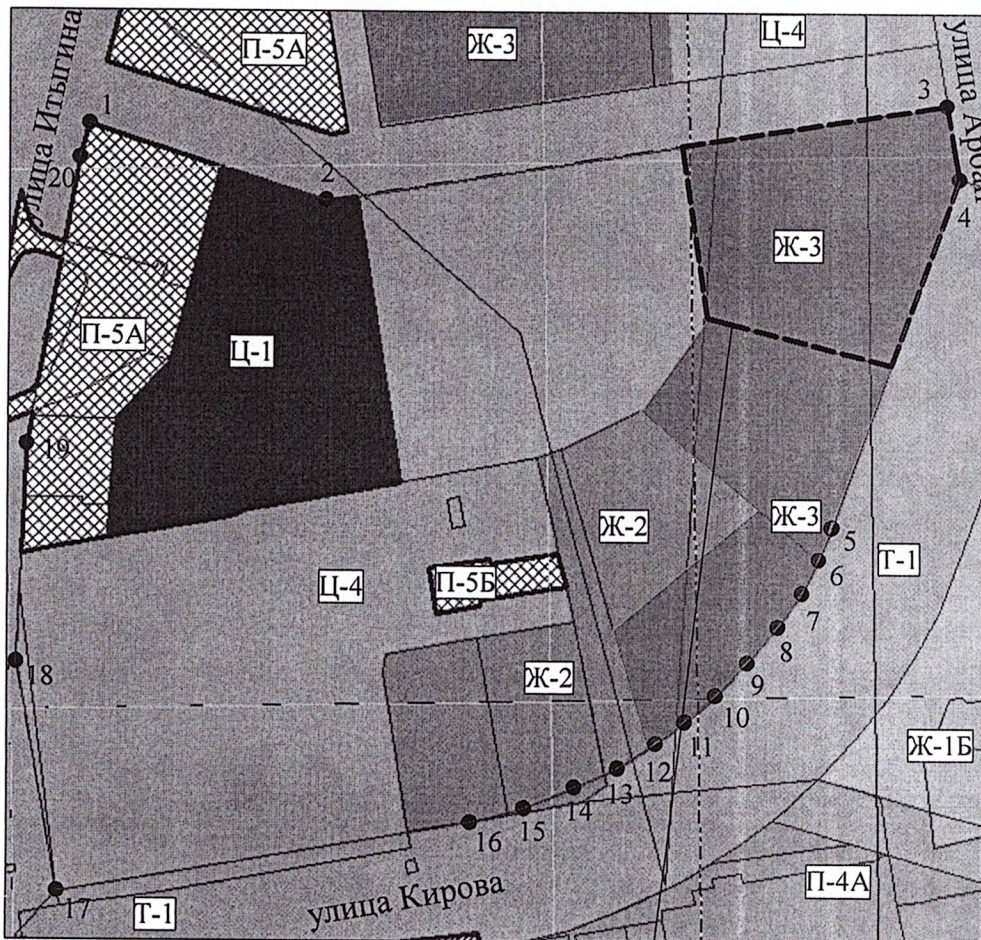 П-5А
Ж-3
Ц-4
улица Итыгина
улица Аробан
1
3
20
2
4
Ж-3
П-5А
Ц-1
19
Ж-2
Ж-3
5
Т-1
6
Ц-4
П-5Б
7
8
18
Ж-2
9
10
11
Ж-1Б
12
13
14
15
16
П-4А
17
улица Кирова
Т-1